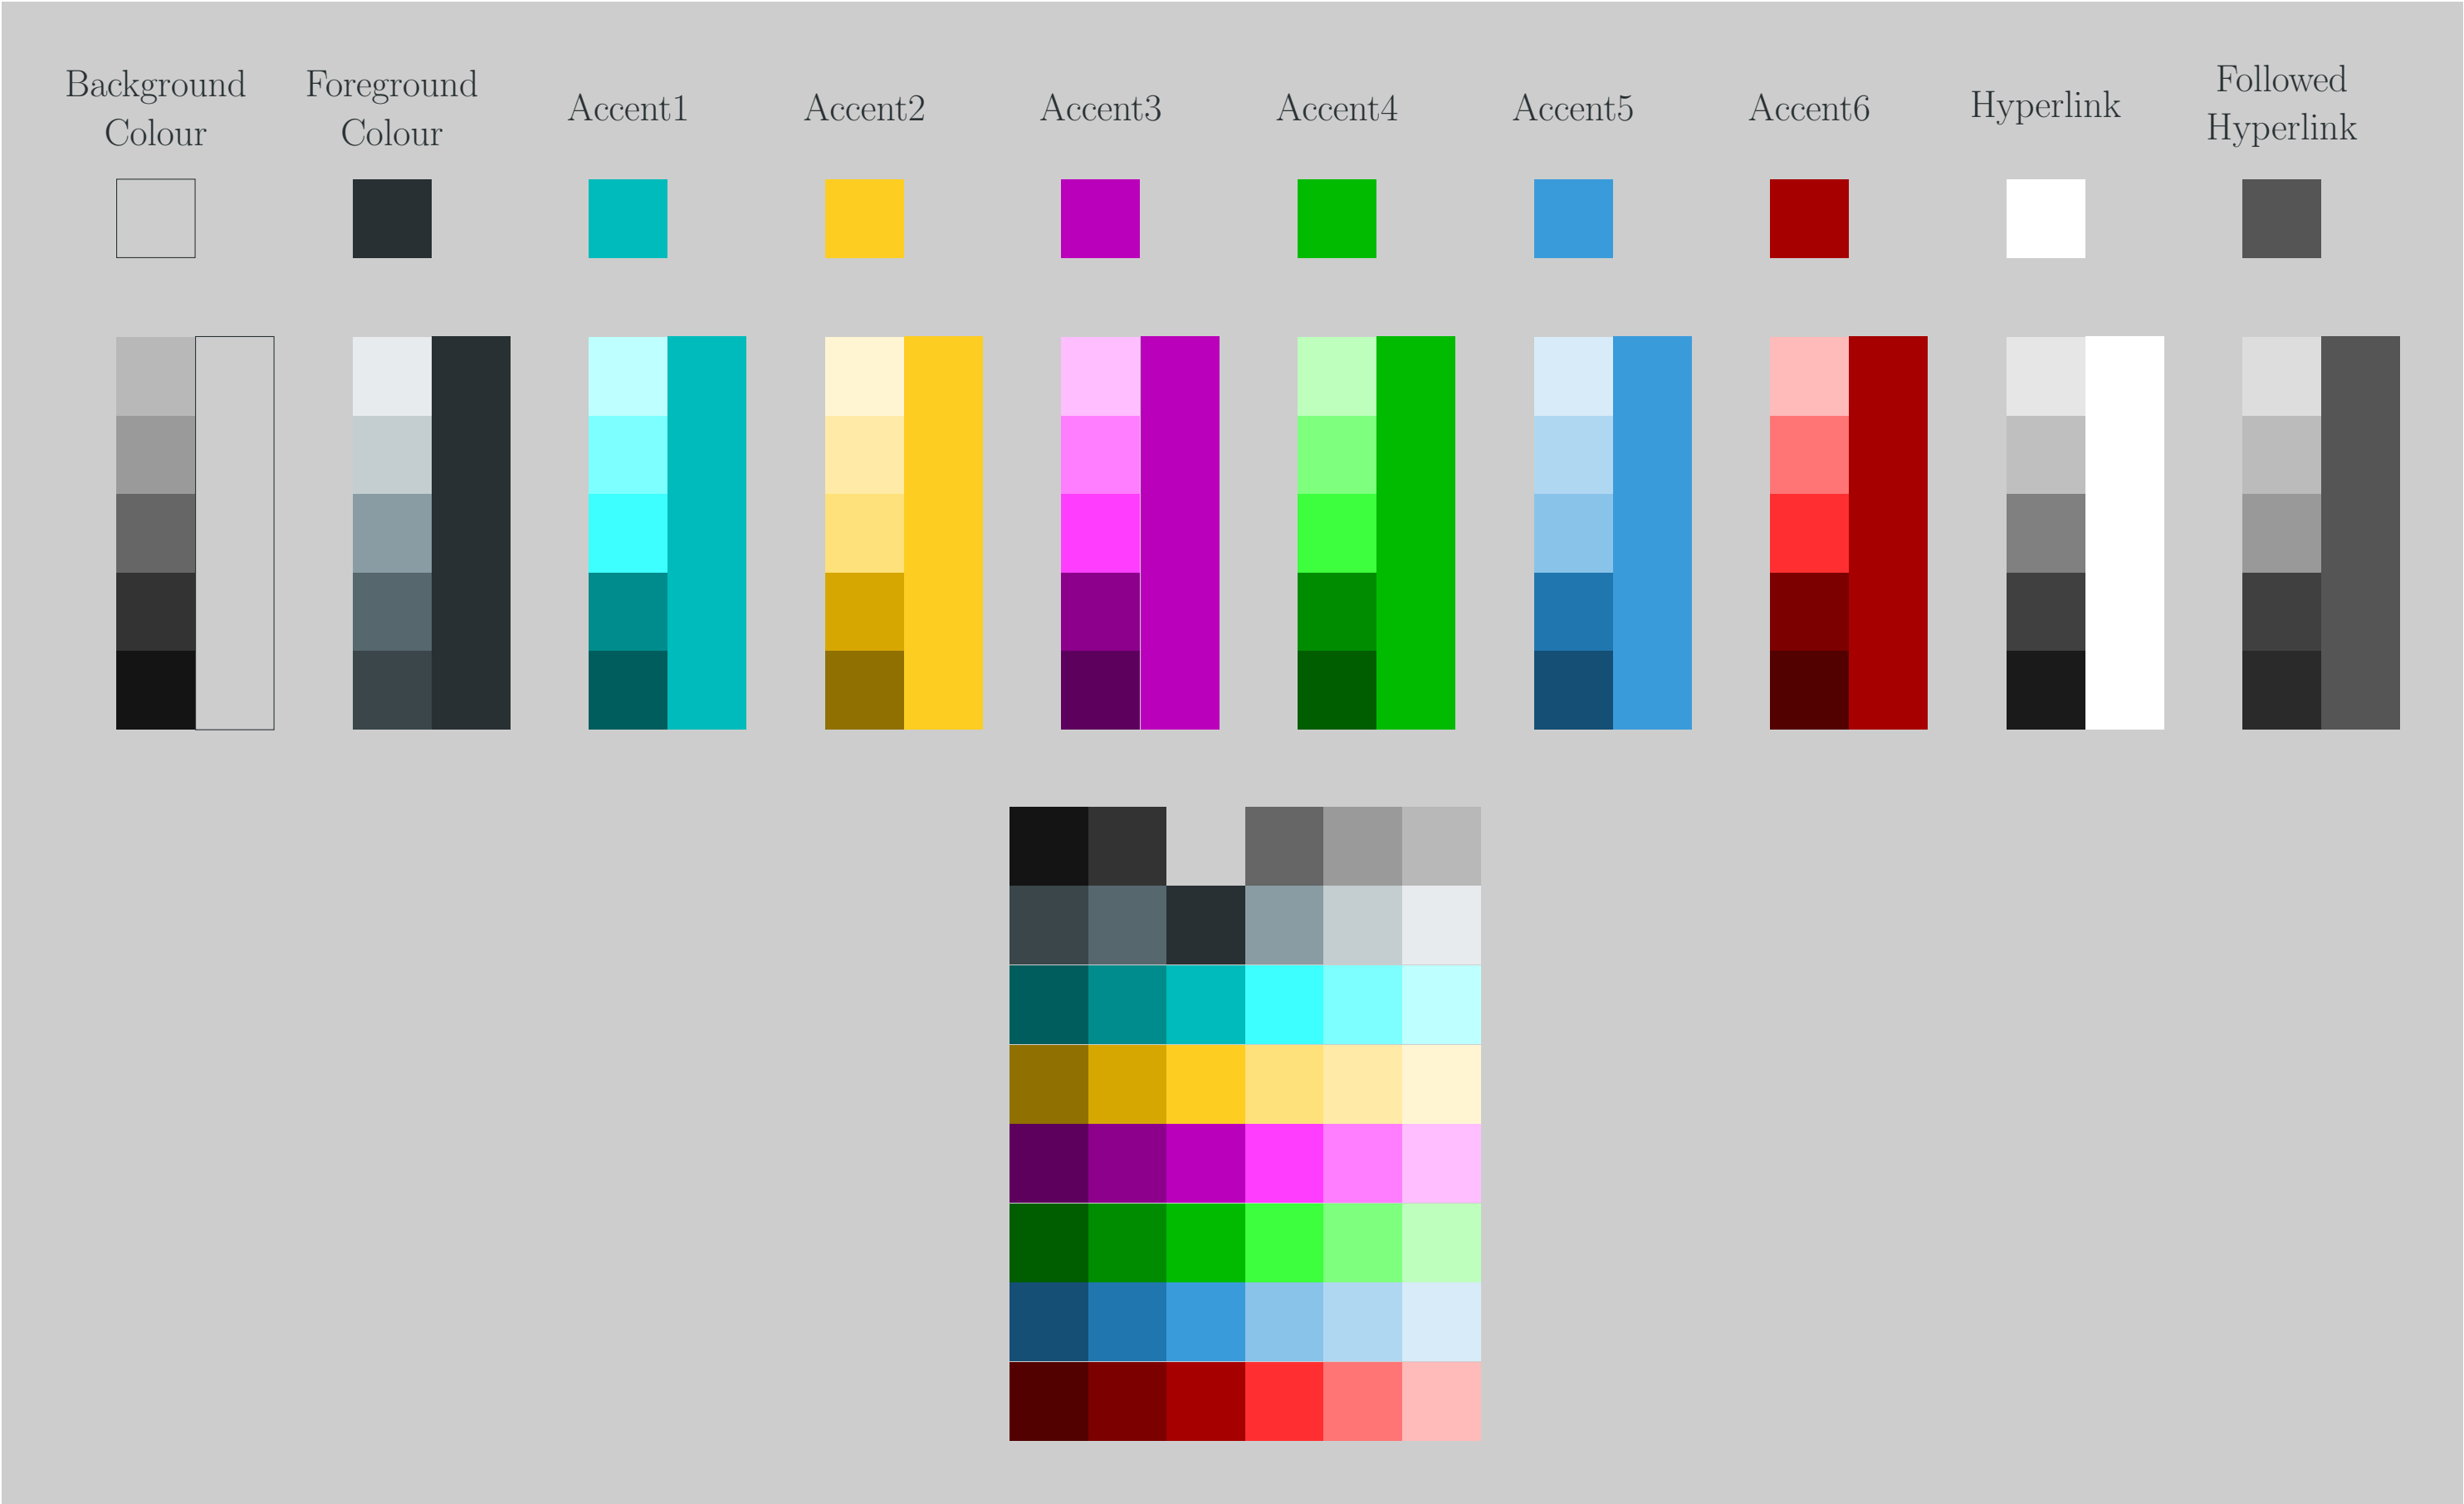 Background
Colour
Foreground
Colour
Accent1
Accent2
Accent3
Accent4
Accent5
Accent6
Hyperlink
Followed
Hyperlink